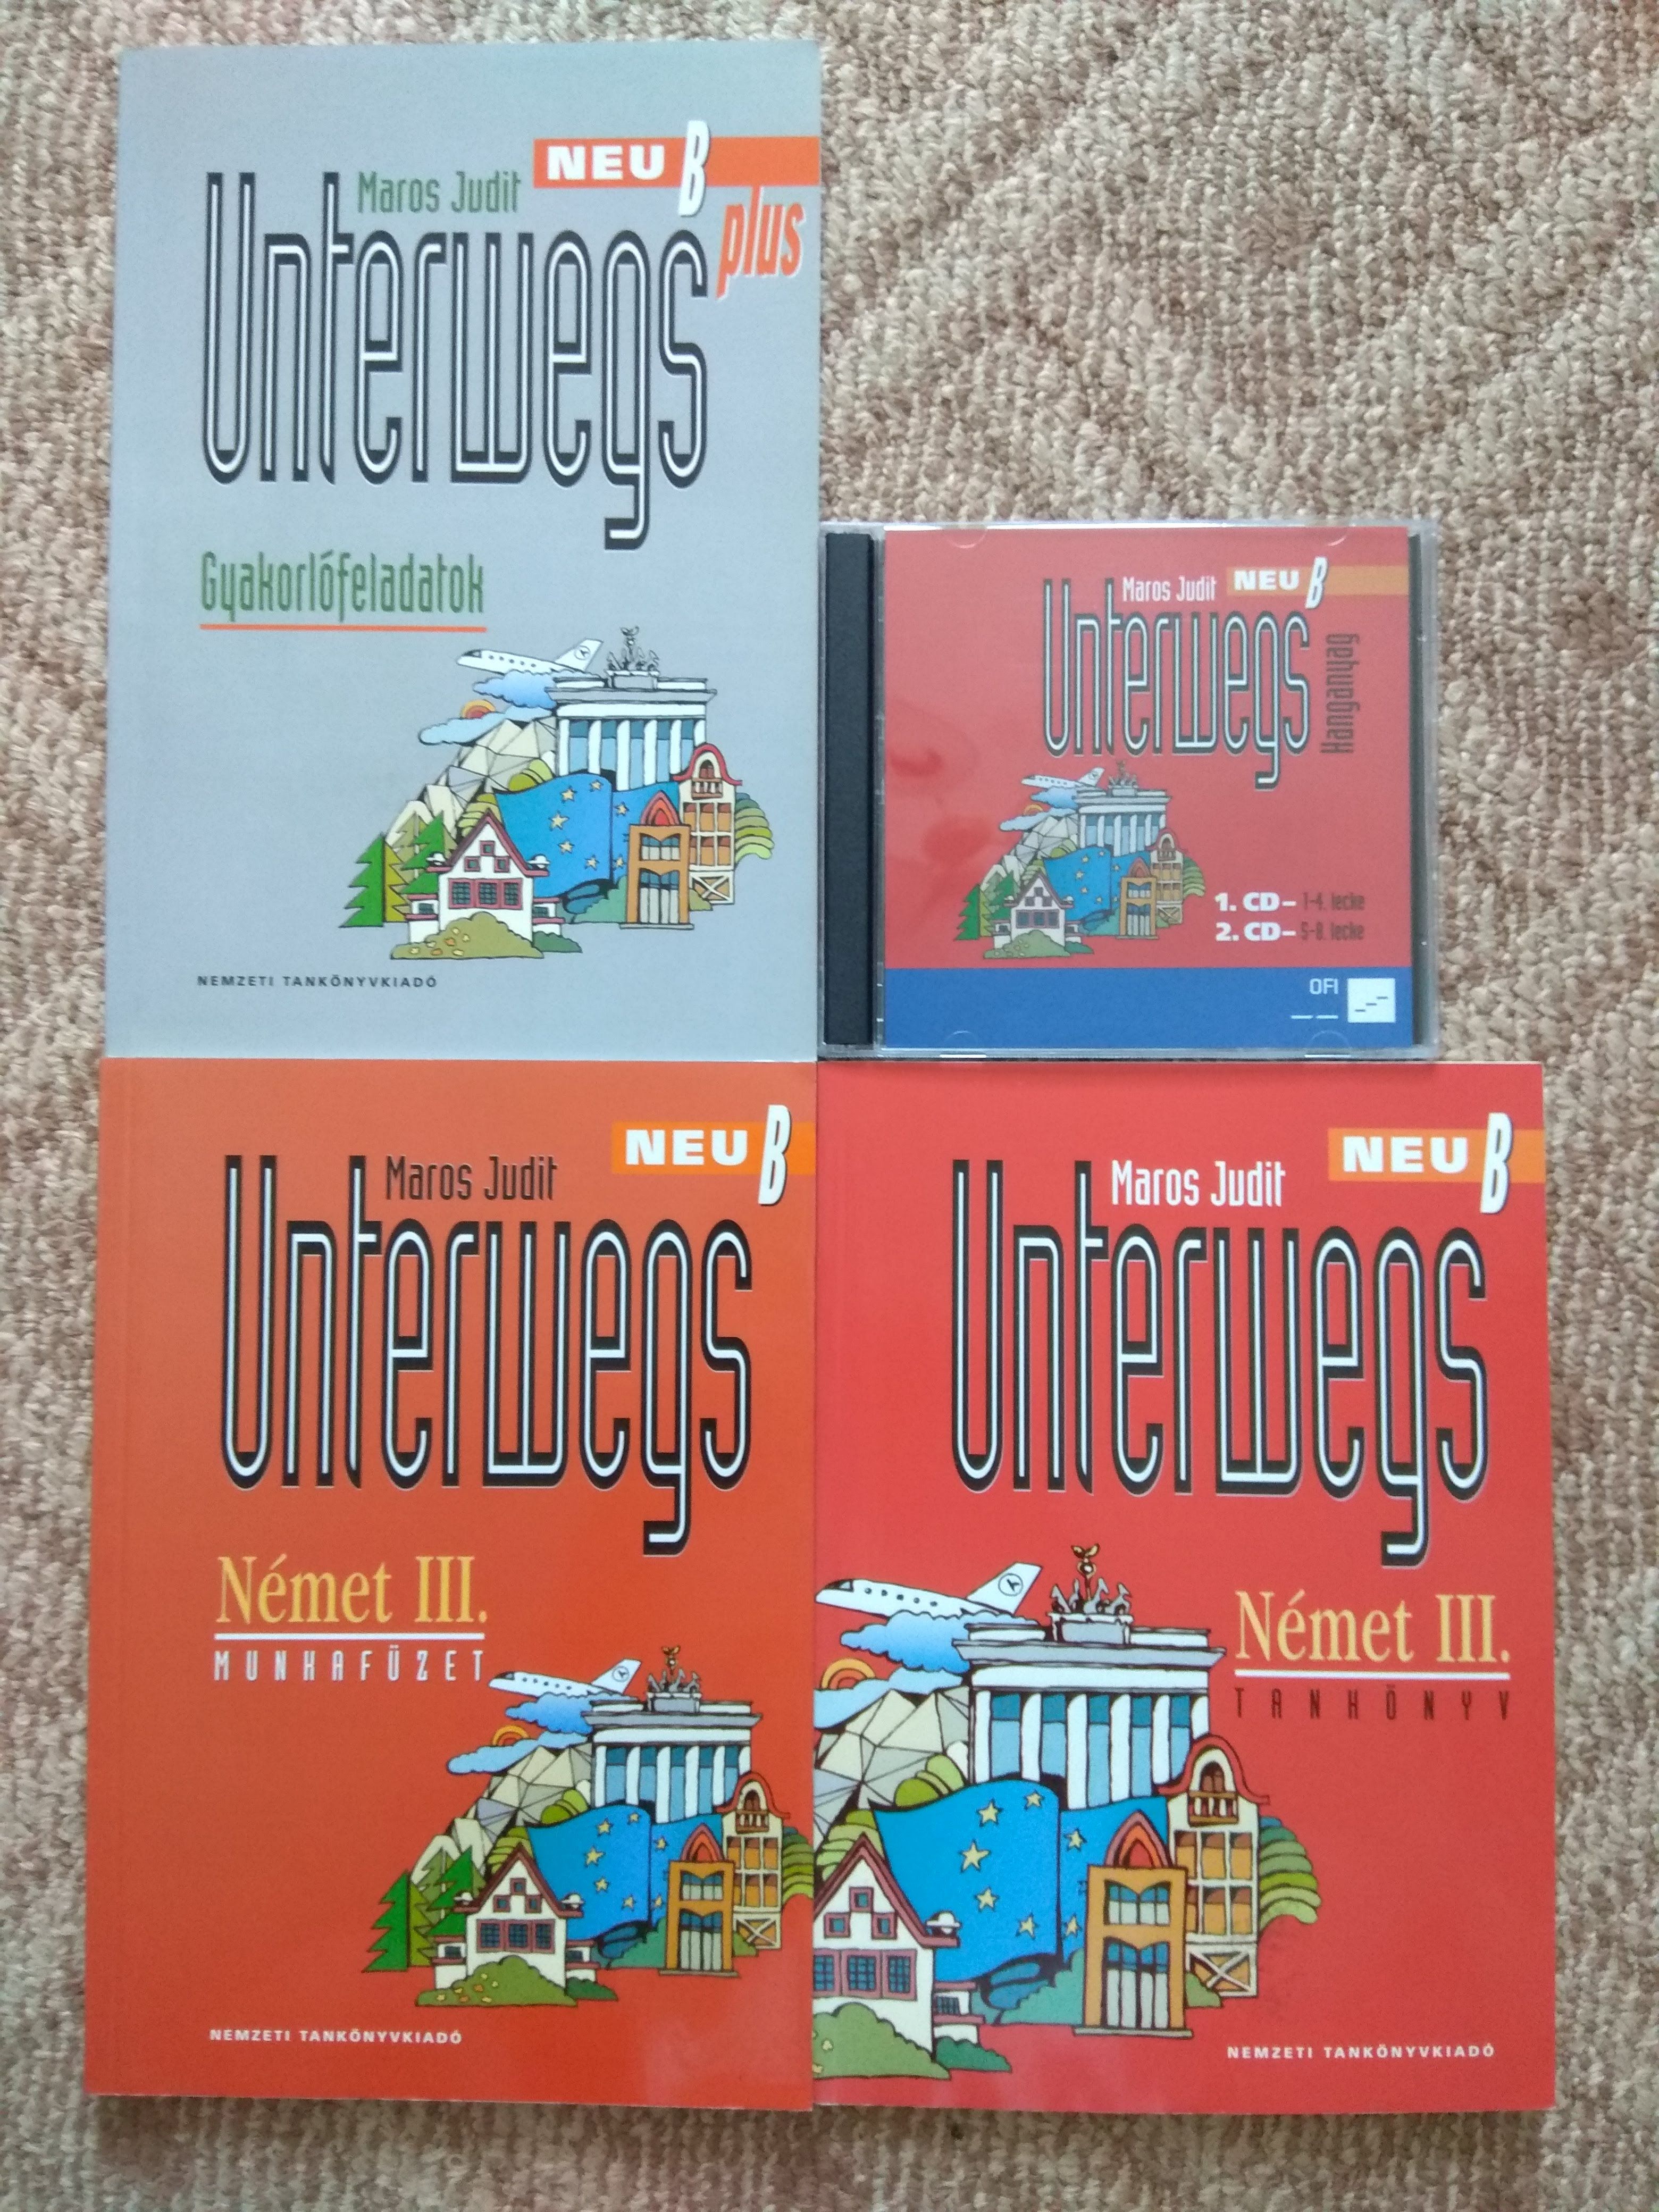 NEU B
plus
Maros Judit
Unterwegs
Gyakorlófeladatok
NEMZETI TANKÖNYVKIADÓ
Maros Judit NEU B
Unterwegs
Hanganyag
1. CD– 1-4. lecke
2. CD– 5-8. lecke
OFI
NEU B
Maros Judit
Unterwegs
Német III.
MUNKAFÜZET
NEMZETI TANKÖNYVKIADÓ
NEU B
Maros Judit
Unterwegs
Német III.
TANKÖNYV
NEMZETI TANKÖNYVKIADÓ